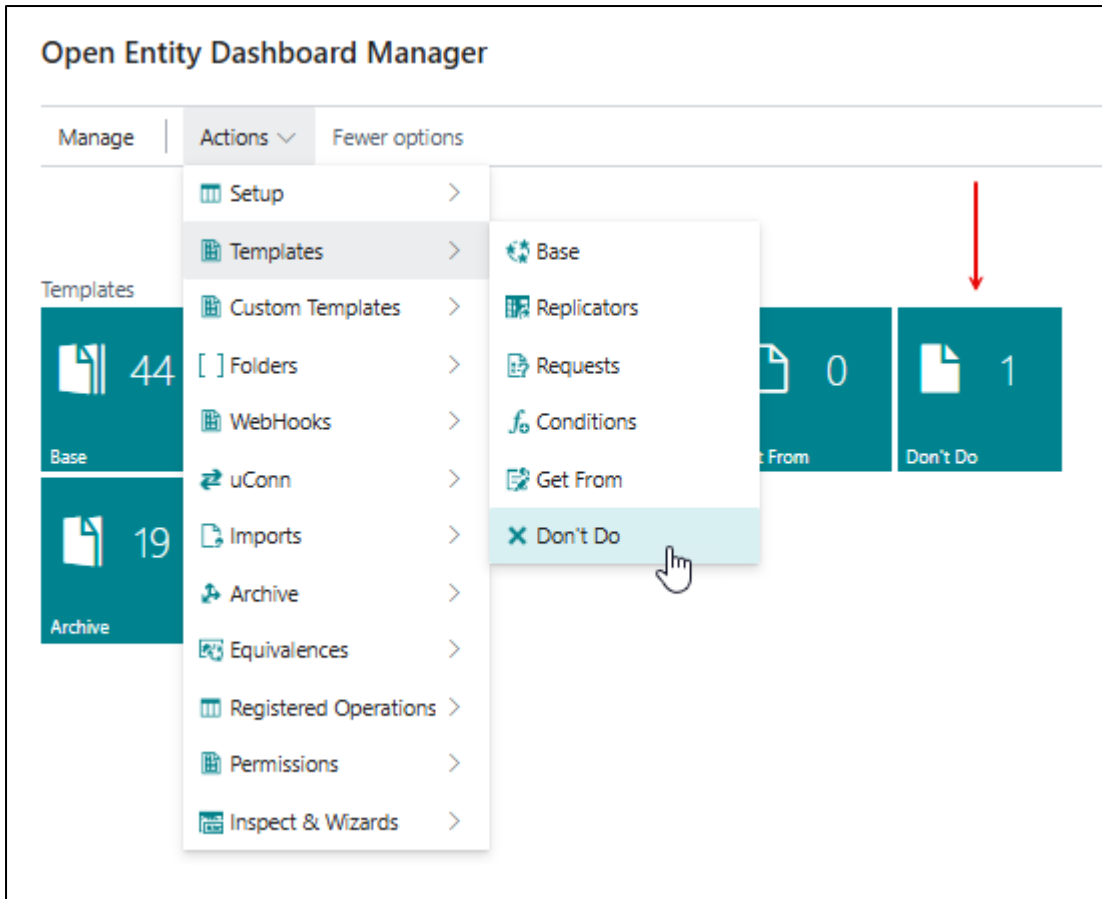 Open Entity Dashboard Manager
Manage
Actions
Fewer options
Setup
Templates
Custom Templates
Folders
WebHooks
uConn
Imports
Archive
Equivalences
Registered Operations
Permissions
Inspect & Wizards
Base
Replicators
Requests
Conditions
Get From
Don't Do
Templates
44
Base
0
From
1
Don't Do
19
Archive